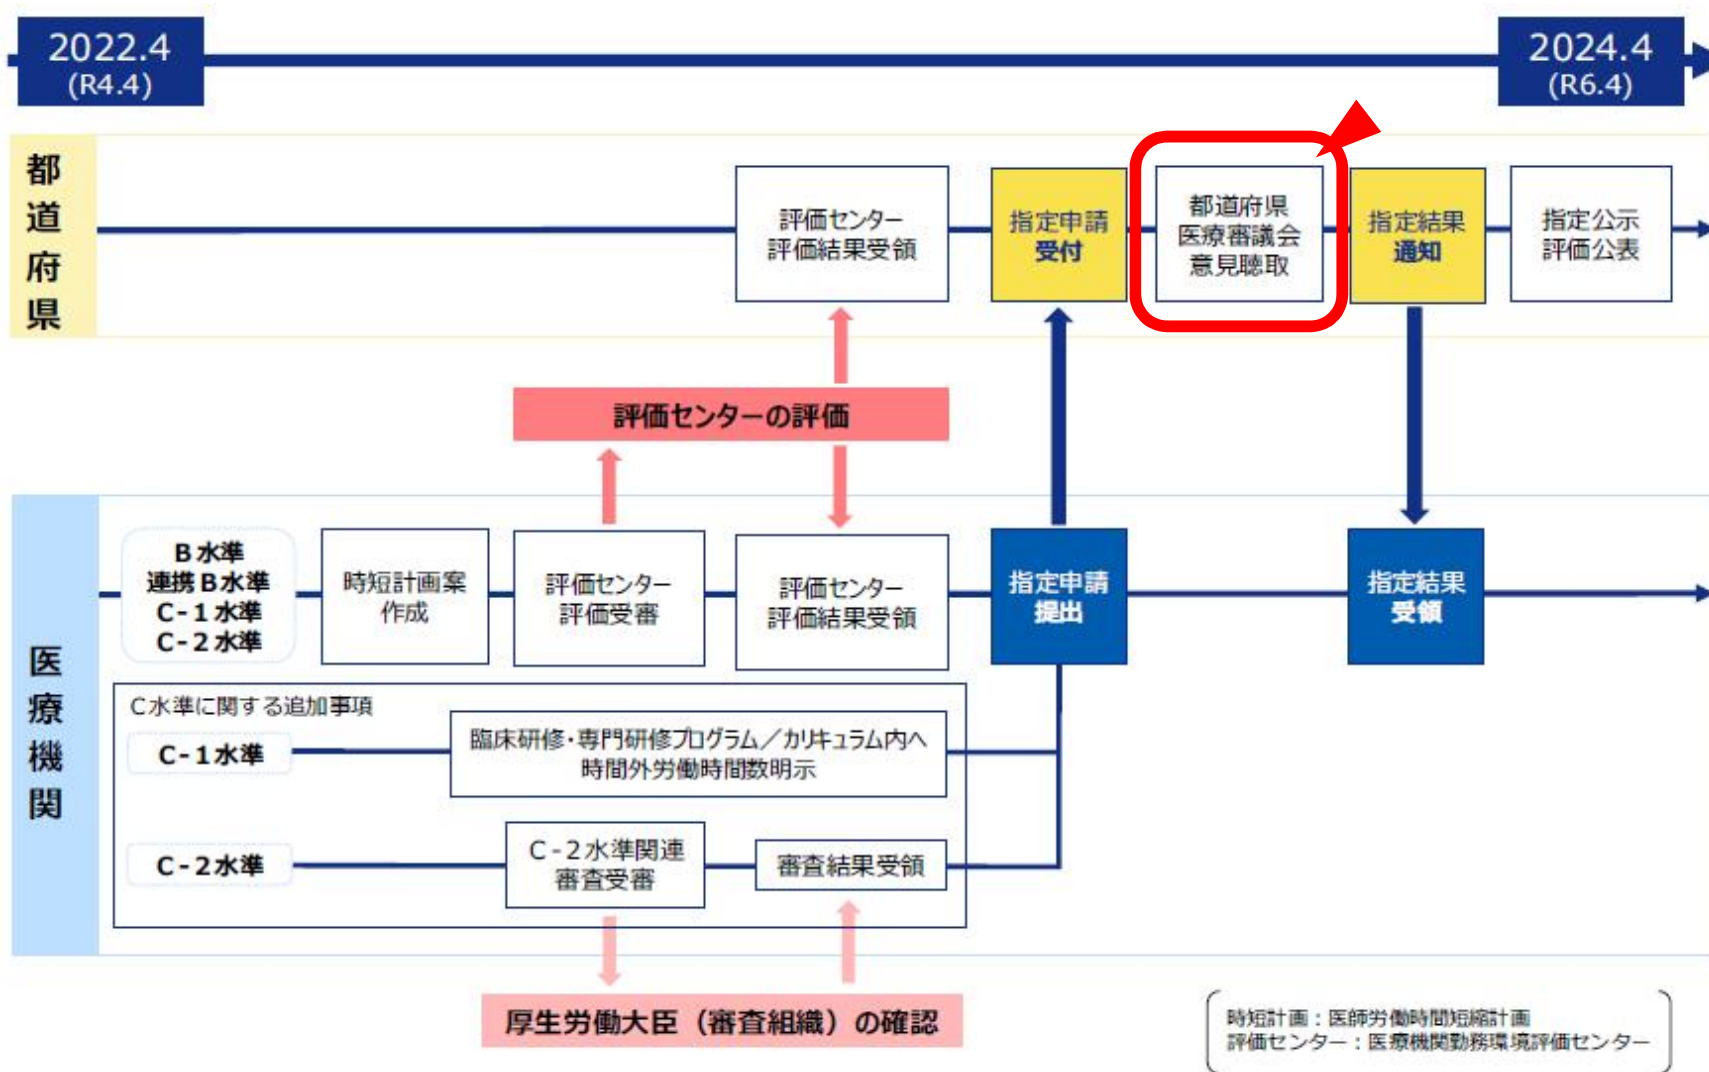 2022.4
(R4.4)
2024.4
(R6.4)
都道府県
評価センター
評価結果受領
指定申請
受付
都道府県
医療審議会
意見聴取
指定結果
通知
指定公示
評価公表
評価センターの評価
医療機関
B水準
連携B水準
C-1水準
C-2水準
時短計画案
作成
評価センター
評価受審
評価センター
評価結果受領
指定申請
提出
指定結果
受領
C水準に関する追加事項
C-1水準
臨床研修・専門研修プログラム／カリキュラム内へ
時間外労働時間数明示
C-2水準
C-2水準関連
審査受審
審査結果受領
厚生労働大臣（審査組織）の確認
時短計画：医師労働時間短縮計画
評価センター：医療機関勤務環境評価センター